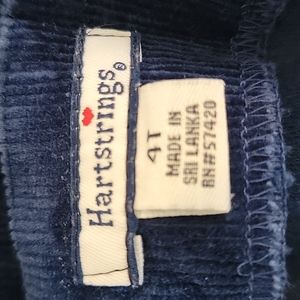 Hartstrings®
4T
MADE IN
SRI LANKA
RN#57420